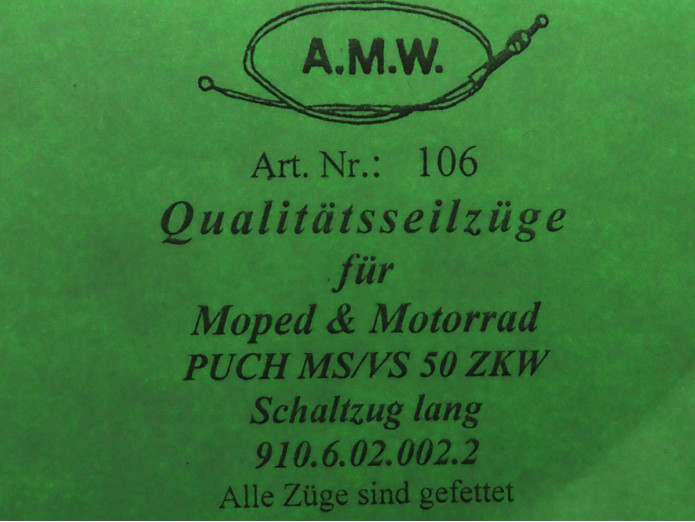 A.M.W.
Art. Nr.: 106
Qualitätsseilzüge
für
Moped & Motorrad
PUCH MS/VS 50 ZKW
Schaltzug lang
910.6.02.002.2
Alle Züge sind gefettet